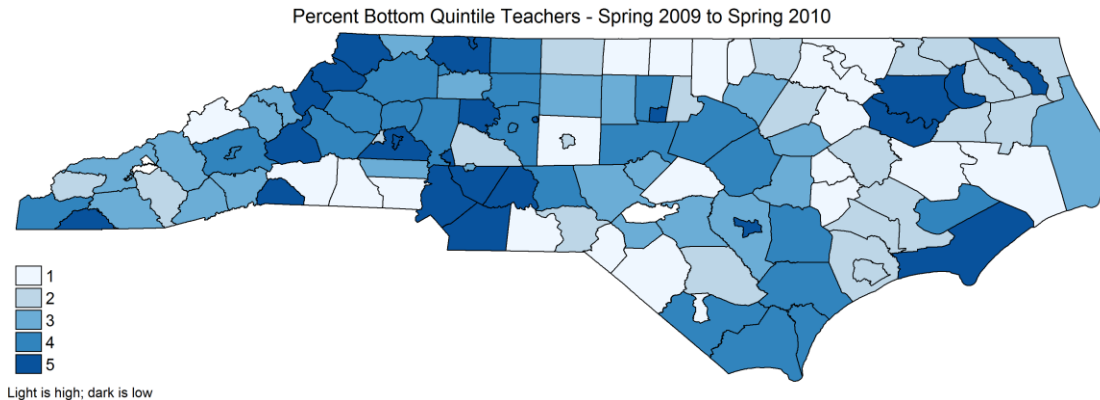 Percent Bottom Quintile Teachers - Spring 2009 to Spring 2010
1
2
3
4
5
Light is high; dark is low